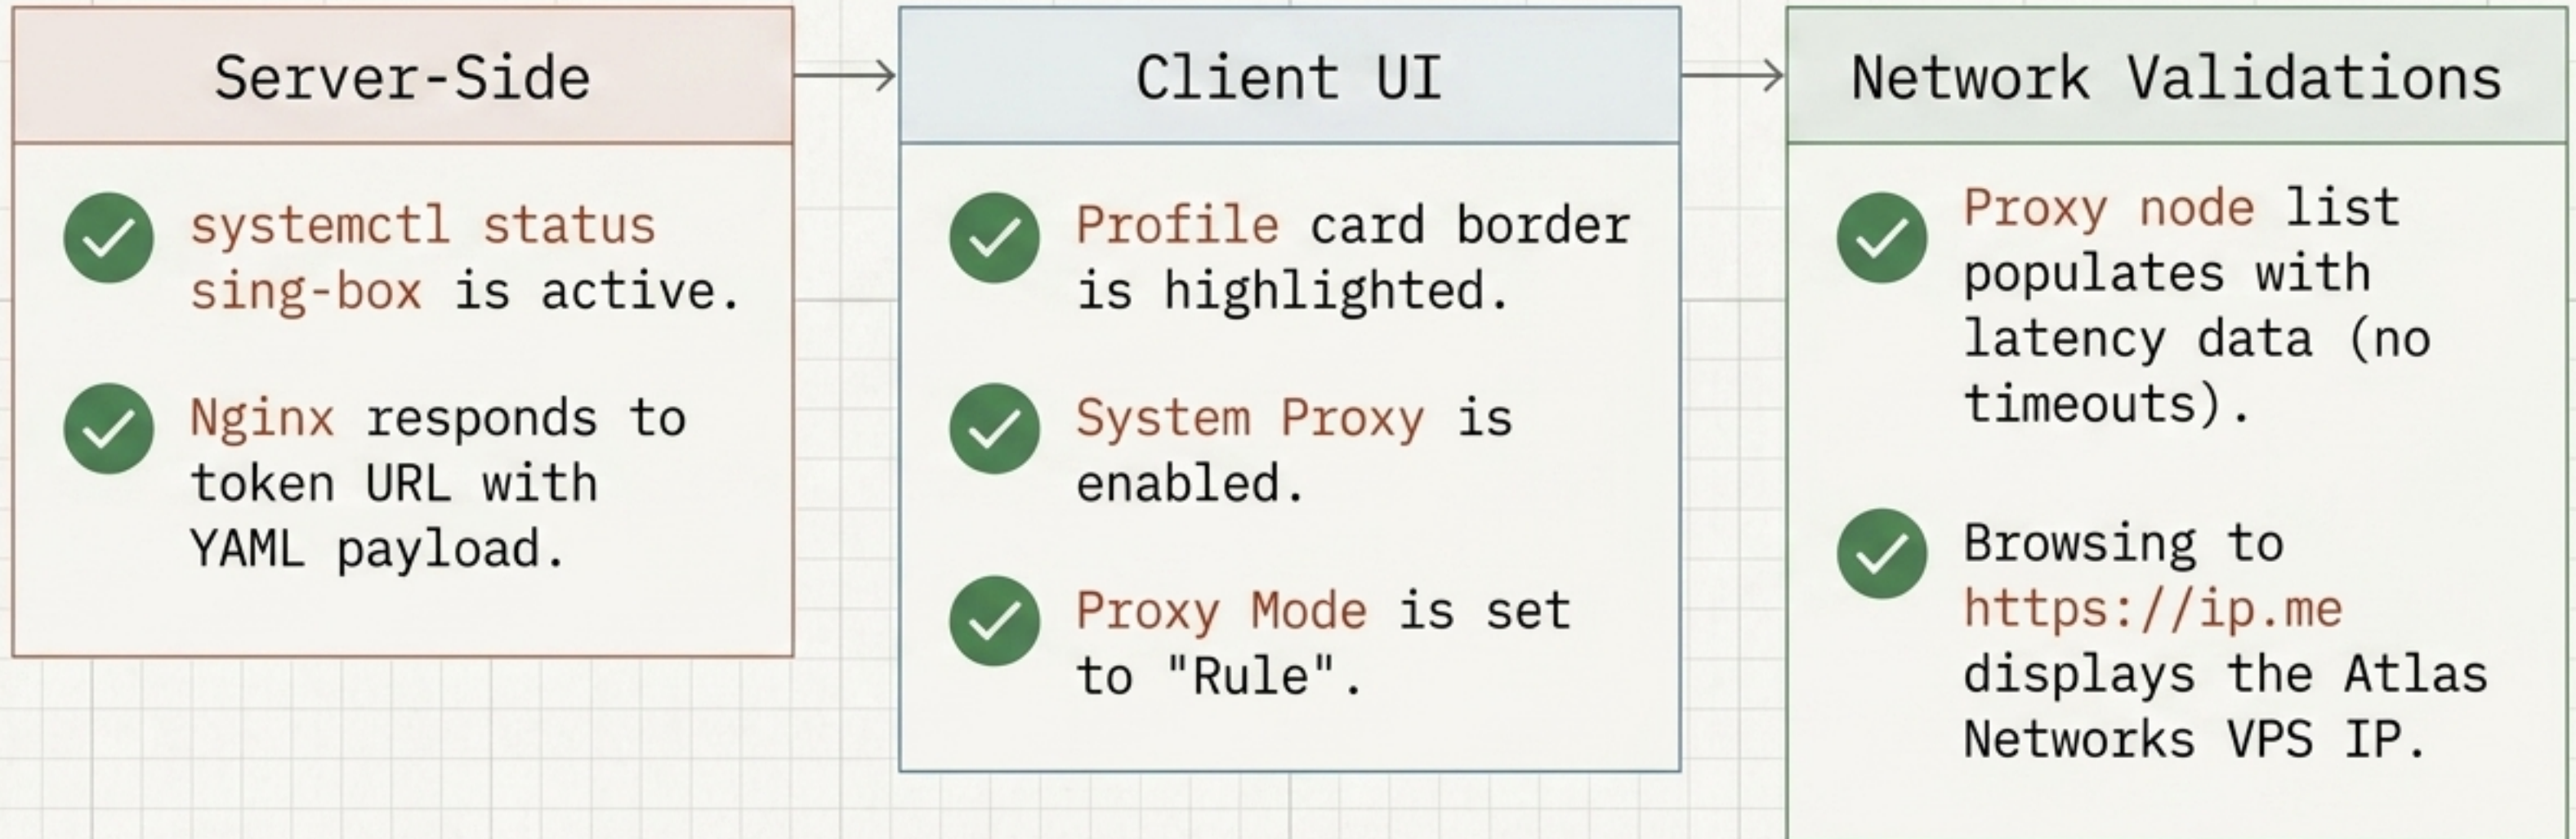 Server-Side
systemctl status
sing-box is active.
Nginx responds to
token URL with
YAML payload.
Client UI
Profile card border
is highlighted.
System Proxy is
enabled.
Proxy Mode is set
to "Rule".
Network Validations
Proxy node list
populates with
latency data (no
timeouts).
Browsing to
https://ip.me
displays the Atlas
Networks VPS IP.